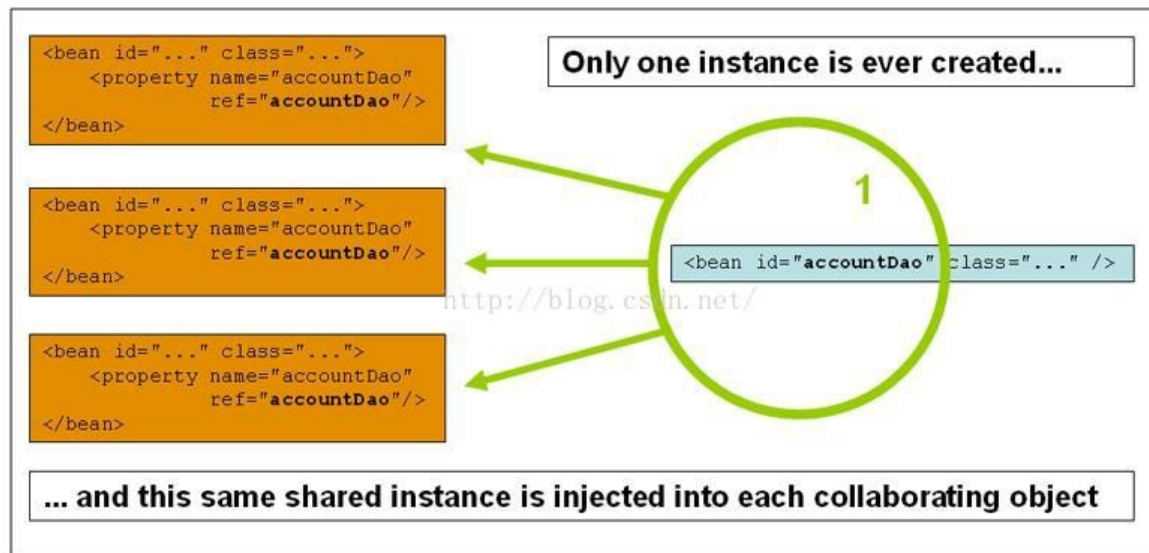 <bean id="..." class="...">
<property name="accountDao"
ref="accountDao"/>
</bean>
Only one instance is ever created...
<bean id="..." class="...">
<property name="accountDao"
ref="accountDao"/>
</bean>
1
<bean id="accountDao" class="..." />
http://blog.csdn.net/
<bean id="..." class="...">
<property name="accountDao"
ref="accountDao"/>
</bean>
... and this same shared instance is injected into each collaborating object